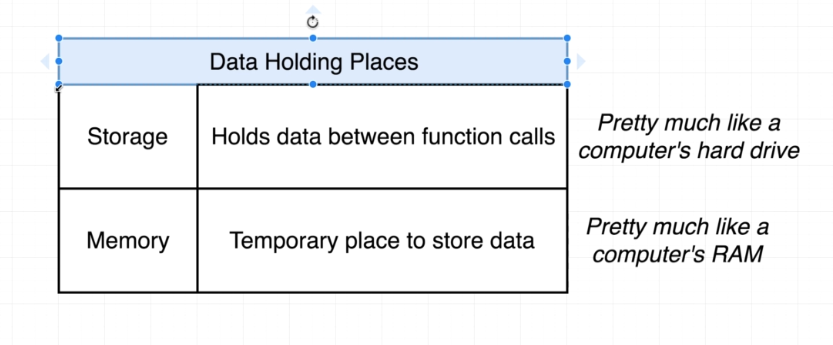 Data Holding Places
Storage
Holds data between function calls
Pretty much like a
computer's hard drive
Memory
Temporary place to store data
Pretty much like a
computer's RAM